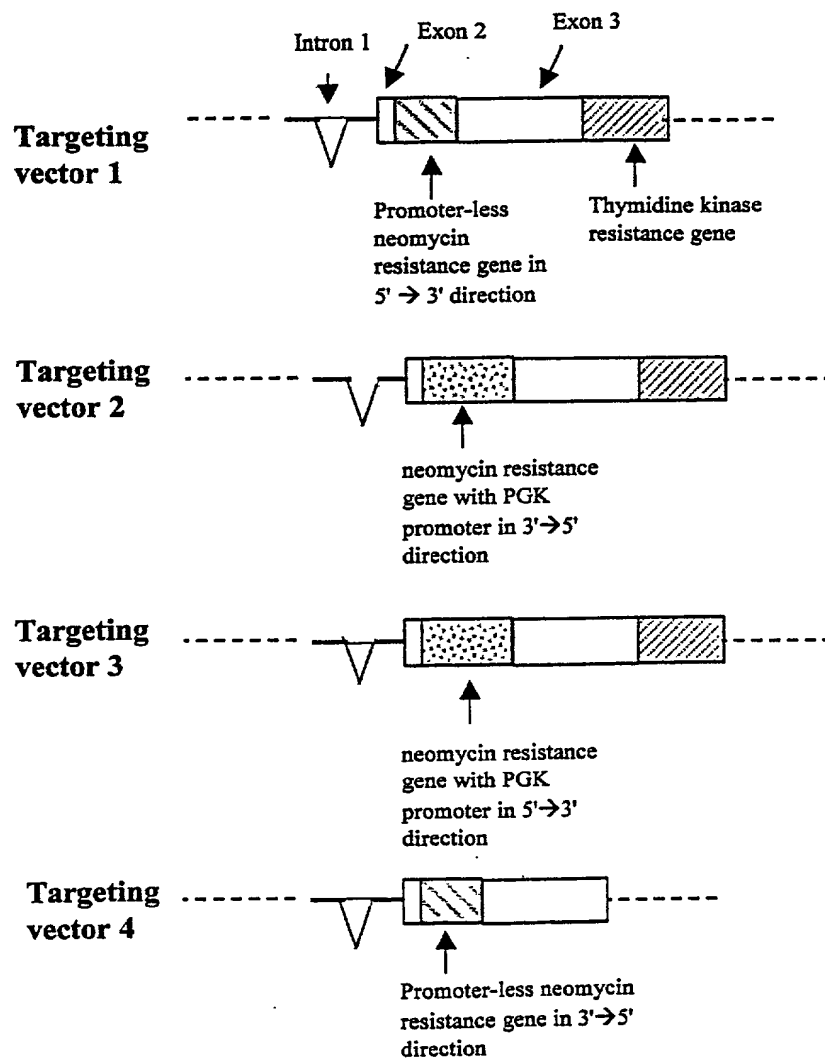 Intron 1
Exon 2
Exon 3
Targeting
vector 1
Promoter-less
neomycin
resistance gene in
5' → 3' direction
Thymidine kinase
resistance gene
Targeting
vector 2
neomycin resistance
gene with PGK
promoter in 3'→5'
direction
Targeting
vector 3
neomycin resistance
gene with PGK
promoter in 5'→3'
direction
Targeting
vector 4
Promoter-less neomycin
resistance gene in 3'→5'
direction